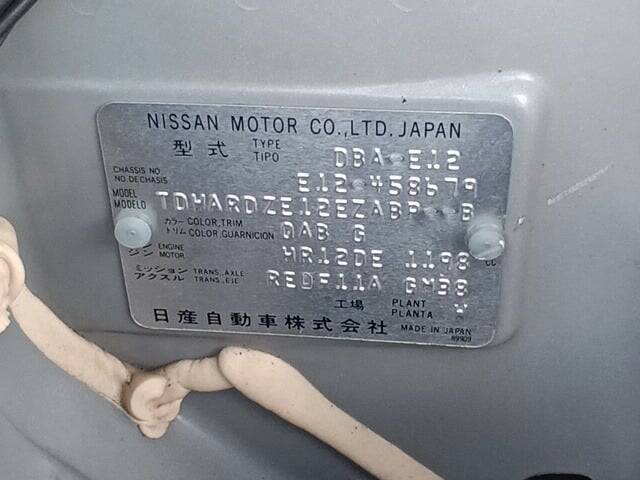 NISSAN MOTOR CO.,LTD. JAPAN
型式 TYPE TIPO DBA-E12
CHASSIS NO. NO.DECHASIS E12-458679
MODEL MODELO TDHARDZE12EZABP--B
カラー COLOR,TRIM トリム COLOR,GUARNICION QAB G
エンジン ENGINE MOTOR HR12DE 1198 CC
ミッション TRANS.,AXLE アクスル TRANS.,EJE RE0F11A GM38
工場 PLANT PLANTA Y
日産自動車株式会社 MADE IN JAPAN
89909